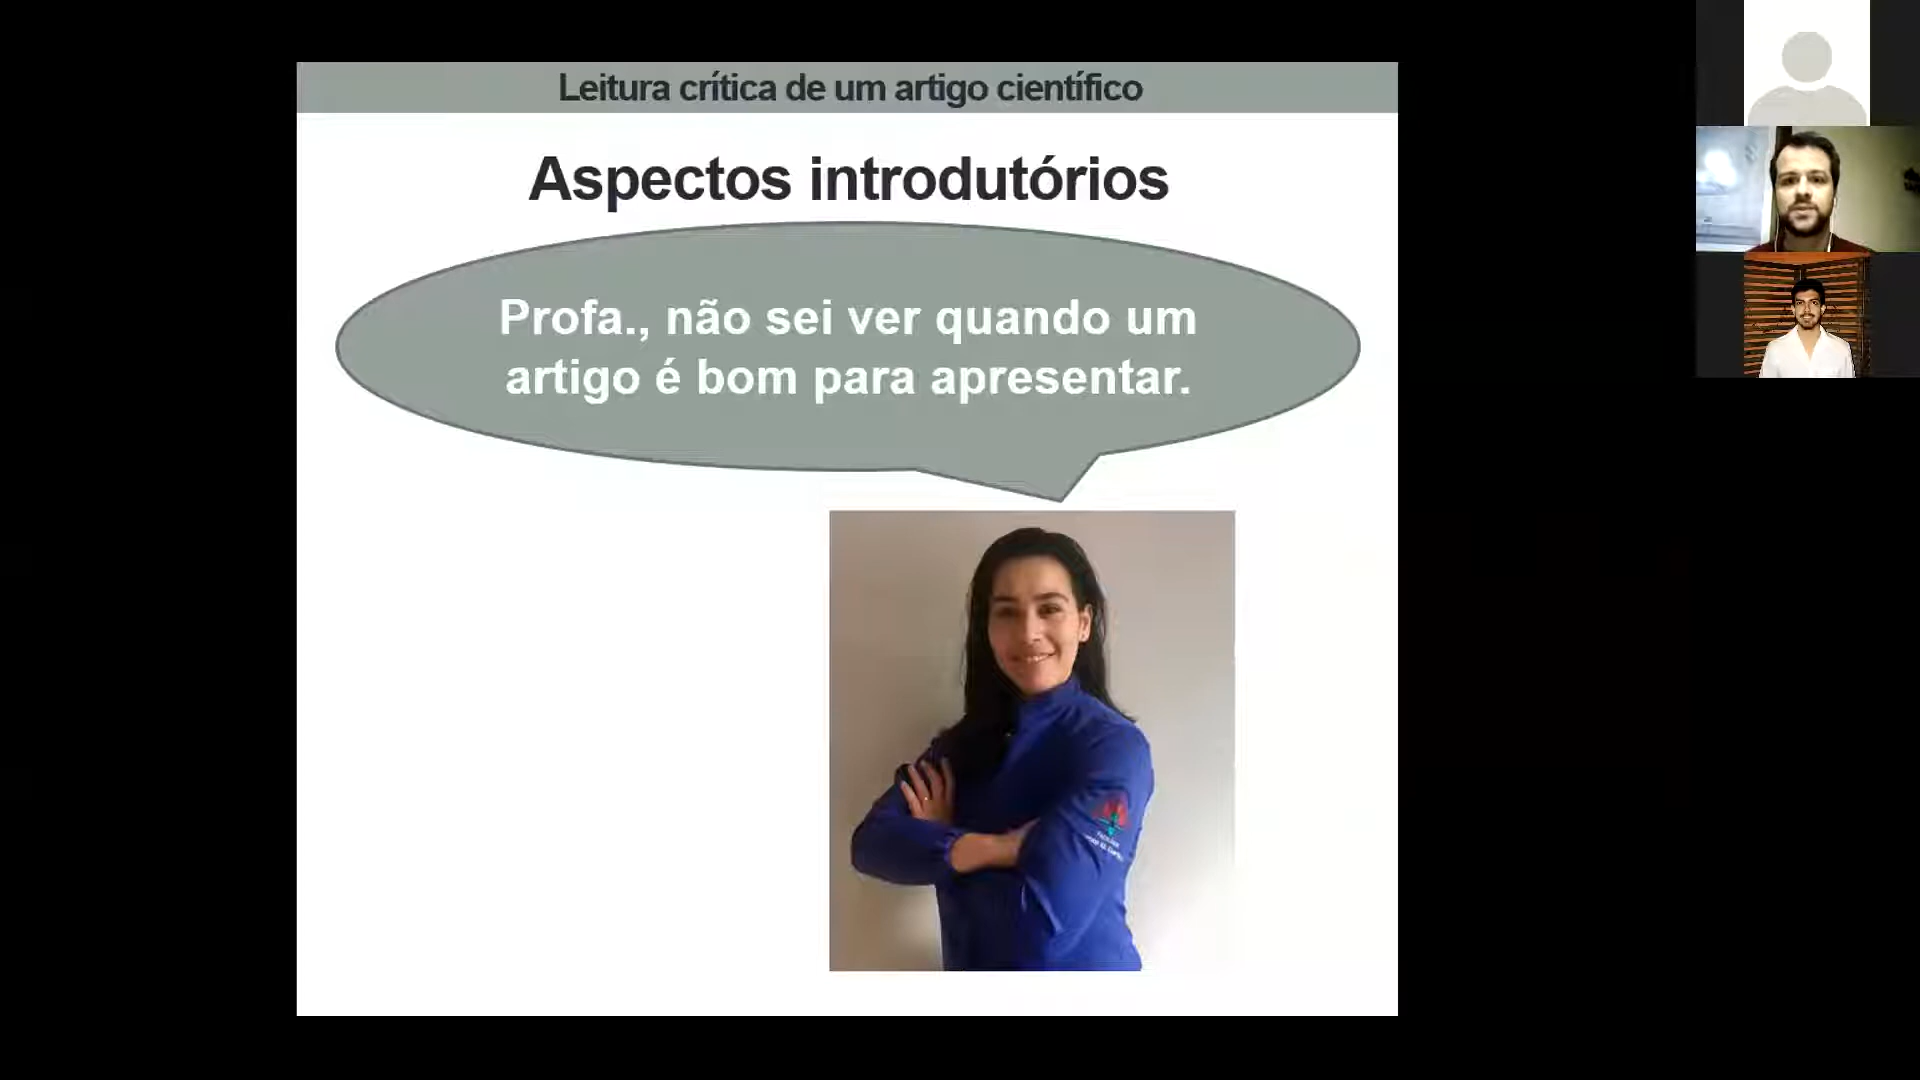 Leitura crítica de um artigo científico
Aspectos introdutórios
Profa., não sei ver quando um
artigo é bom para apresentar.